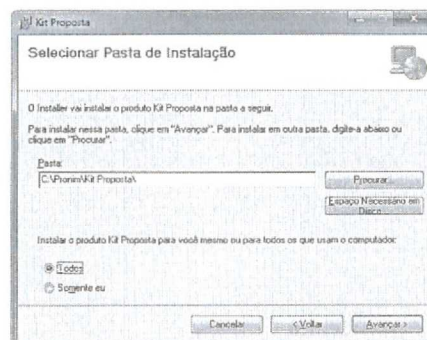 Kit Proposta
Selecionar Pasta de Instalação
O Installer vai instalar o produto Kit Proposta na pasta a seguir.
Para instalar nessa pasta, clique em "Avançar". Para instalar em outra pasta, digite-a abaixo ou
clique em "Procurar".
Pasta:
C:\Pronim\Kit Proposta\
Procurar...
Espaço Necessário em
Disco...
Instalar o produto Kit Proposta para você mesmo ou para todos os que usam o computador:
Todos
Somente eu
Cancelar
< Voltar
Avançar >